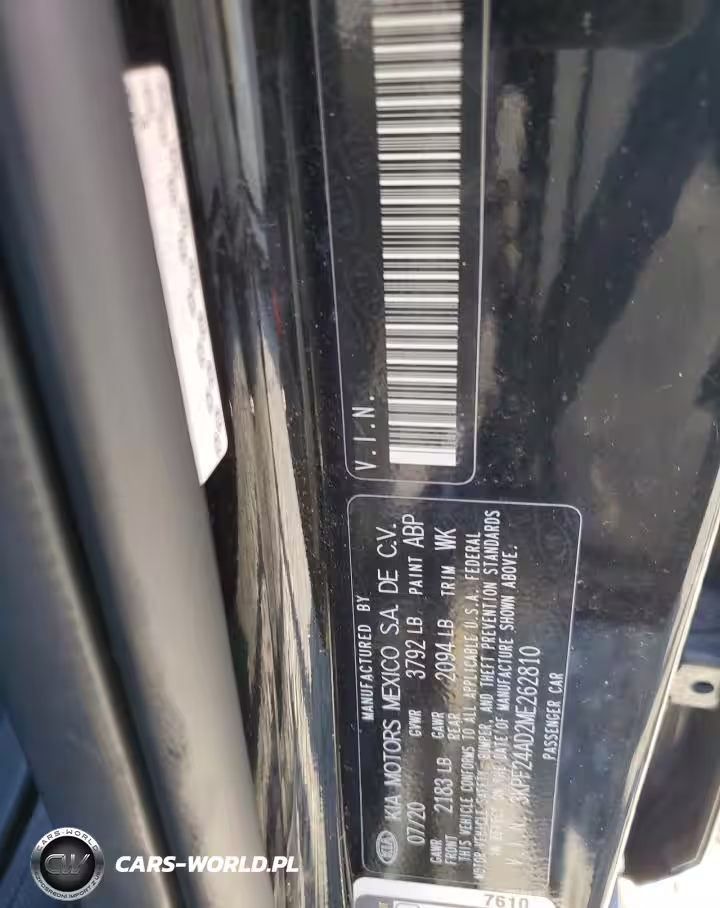 V.I.N.
MANUFACTURED BY
KIA KIA MOTORS MEXICO S.A. DE C.V.
07/20 GVWR 3792 LB PAINT ABP
GAWR FRONT 2183 LB GAWR REAR 2094 LB TRIM WK
THIS VEHICLE CONFORMS TO ALL APPLICABLE U.S.A. FEDERAL
MOTOR VEHICLE SAFETY, BUMPER, AND THEFT PREVENTION STANDARDS
IN EFFECT ON THE DATE OF MANUFACTURE SHOWN ABOVE.
V.I.N.: 3KPF24AD2ME262810
PASSENGER CAR
7610
CW
CARS-WORLD.PL